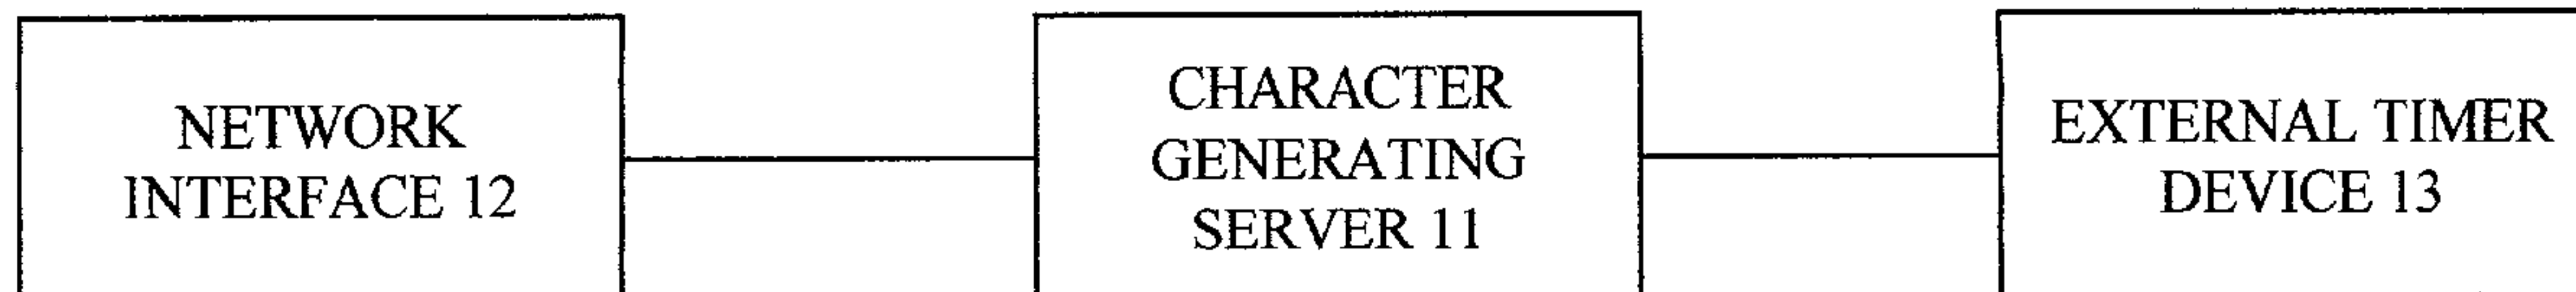 NETWORK
INTERFACE 12
CHARACTER
GENERATING
SERVER 11
EXTERNAL TIMER
DEVICE 13